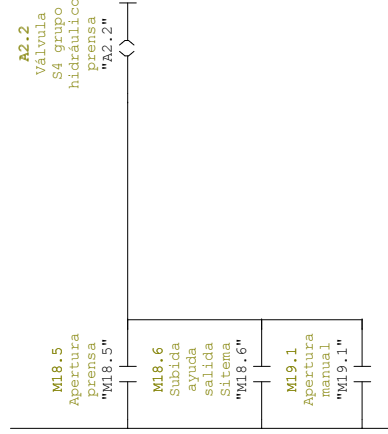 A2.2
Válvula
S4 grupo
hidráulico
prensa
"A2.2"
M18.5
Apertura
prensa
"M18.5"
M18.6
Subida
ayuda
salida
Sitema
"M18.6"
M19.1
Apertura
manual
"M19.1"